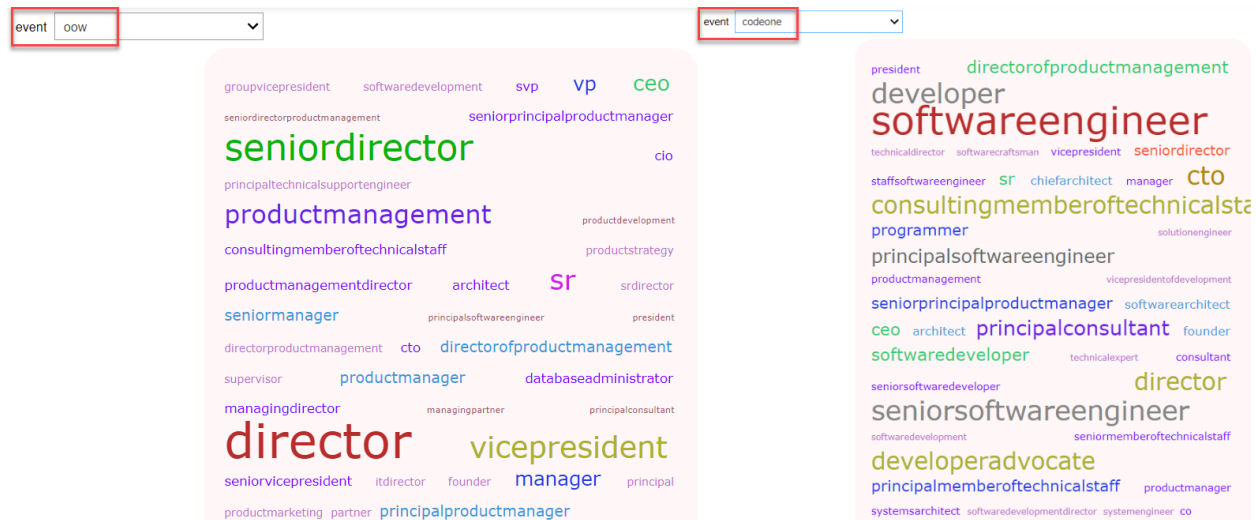 event oow
groupvicepresident softwaredevelopment svp vp ceo
seniordirectorproductmanagement seniorprincipalproductmanager
seniordirector cio
principaltechnicalsupportengineer
productmanagement productdevelopment
consultingmemberoftechnicalstaff productstrategy
productmanagementdirector architect sr srdirector
seniormanager principalsoftwareengineer president
directorproductmanagement cto directorofproductmanagement
supervisor productmanager databaseadministrator
managingdirector managingpartner principalconsultant
director vicepresident
seniorvicepresident itdirector founder manager principal
productmarketing partner principalproductmanager
event codeone
president directorofproductmanagement
developer
softwareengineer
technicaldirector softwarecraftsman vicepresident seniordirector
staffsoftwareengineer sr chiefarchitect manager cto
consultingmemberoftechnicalsta
programmer solutionengineer
principalsoftwareengineer
productmanagement vicepresidentofdevelopment
seniorprincipalproductmanager softwarearchitect
ceo architect principalconsultant founder
softwaredeveloper technicalexpert consultant
seniorsoftwaredeveloper director
seniorsoftwareengineer
softwaredevelopment seniormemberoftechnicalstaff
developeradvocate
principalmemberoftechnicalstaff productmanager
systemsarchitect softwaredevelopmentdirector systemengineer co